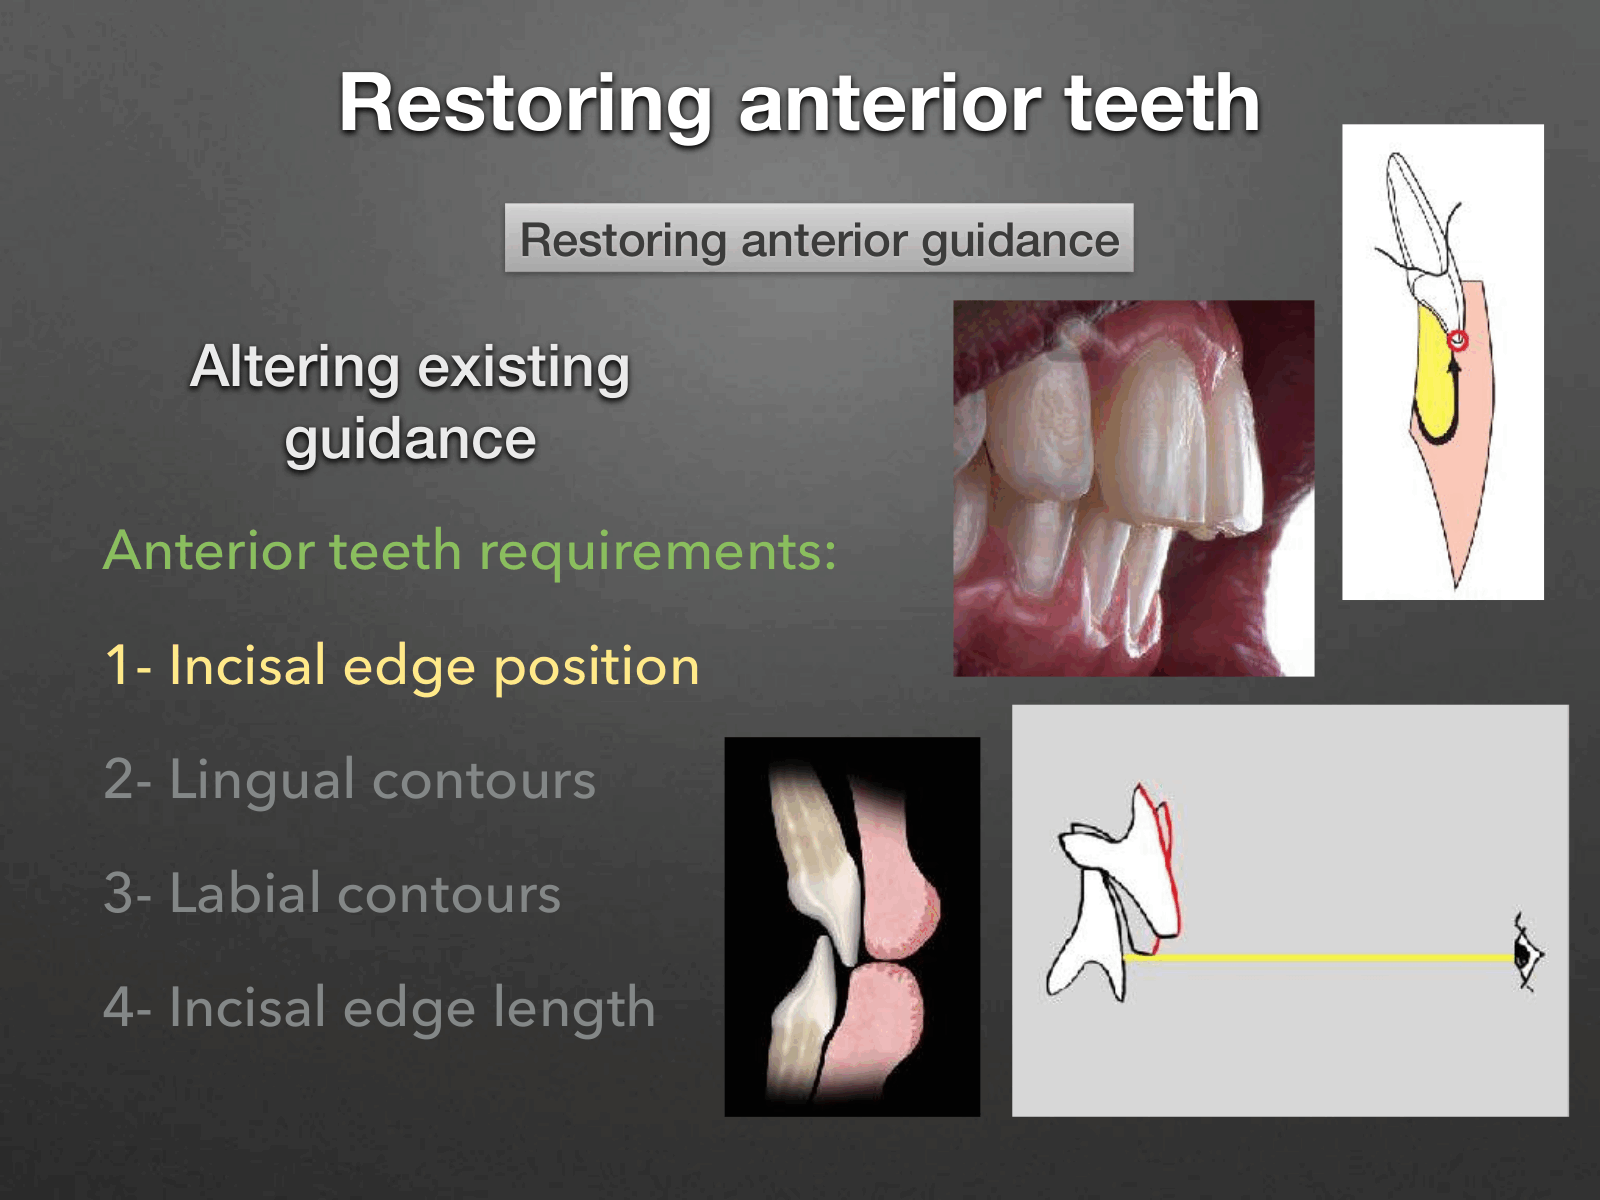 Restoring anterior teeth
Restoring anterior guidance
Altering existing
guidance
Anterior teeth requirements:
1- Incisal edge position
2- Lingual contours
3- Labial contours
4- Incisal edge length